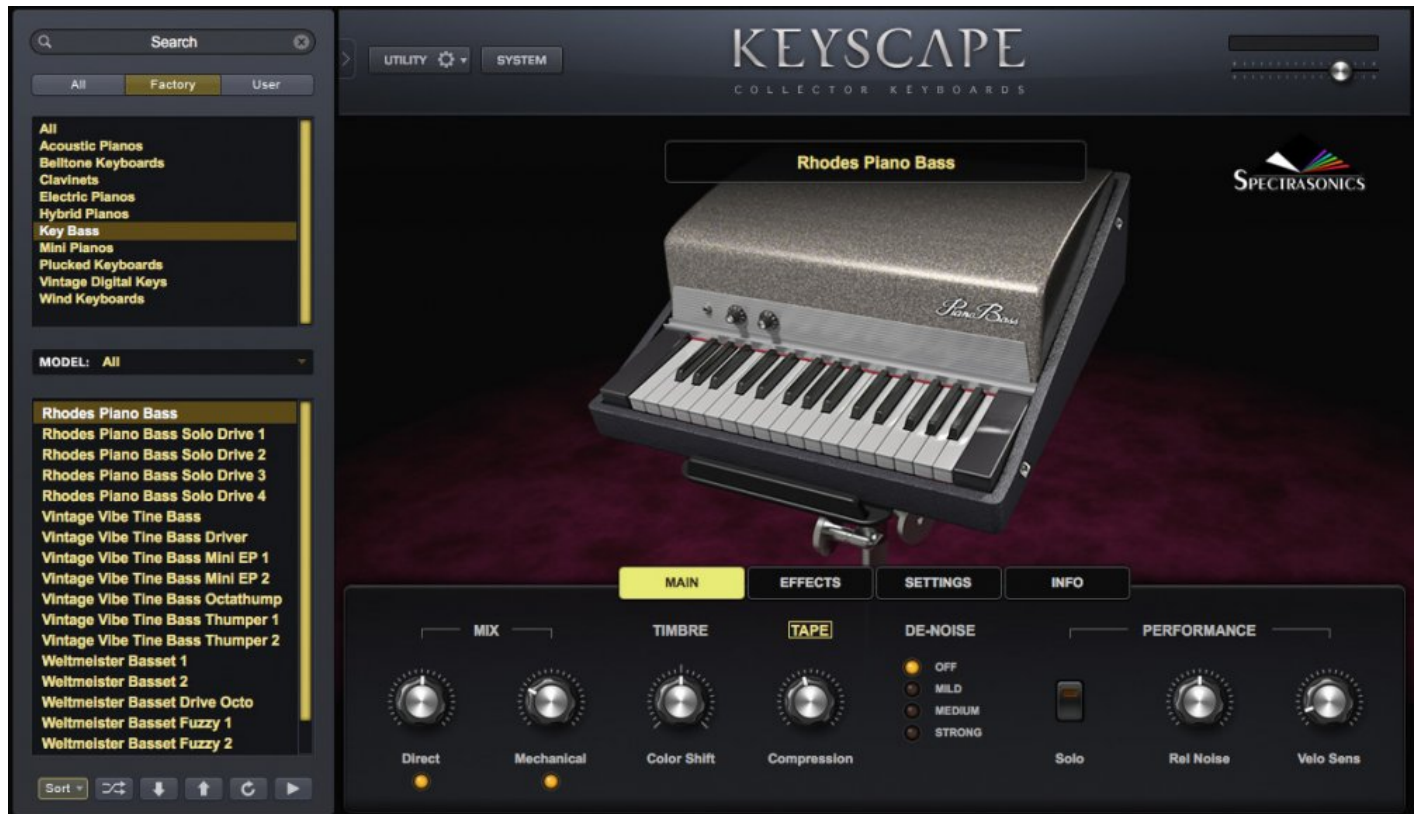 Search
All Factory User
All
Acoustic Pianos
Belltone Keyboards
Clavinets
Electric Pianos
Hybrid Pianos
Key Bass
Mini Pianos
Plucked Keyboards
Vintage Digital Keys
Wind Keyboards
MODEL: All
Rhodes Piano Bass
Rhodes Piano Bass Solo Drive 1
Rhodes Piano Bass Solo Drive 2
Rhodes Piano Bass Solo Drive 3
Rhodes Piano Bass Solo Drive 4
Vintage Vibe Tine Bass
Vintage Vibe Tine Bass Driver
Vintage Vibe Tine Bass Mini EP 1
Vintage Vibe Tine Bass Mini EP 2
Vintage Vibe Tine Bass Octathump
Vintage Vibe Tine Bass Thumper 1
Vintage Vibe Tine Bass Thumper 2
Weltmeister Basset 1
Weltmeister Basset 2
Weltmeister Basset Drive Octo
Weltmeister Basset Fuzzy 1
Weltmeister Basset Fuzzy 2
Sort
UTILITY SYSTEM
KEYSCAPE
COLLECTOR KEYBOARDS
Rhodes Piano Bass
SPECTRASONICS
Piano Bass
MAIN EFFECTS SETTINGS INFO
MIX TIMBRE TAPE DE-NOISE PERFORMANCE
OFF
MILD
MEDIUM
STRONG
Direct Mechanical Color Shift Compression Solo Rel Noise Velo Sens